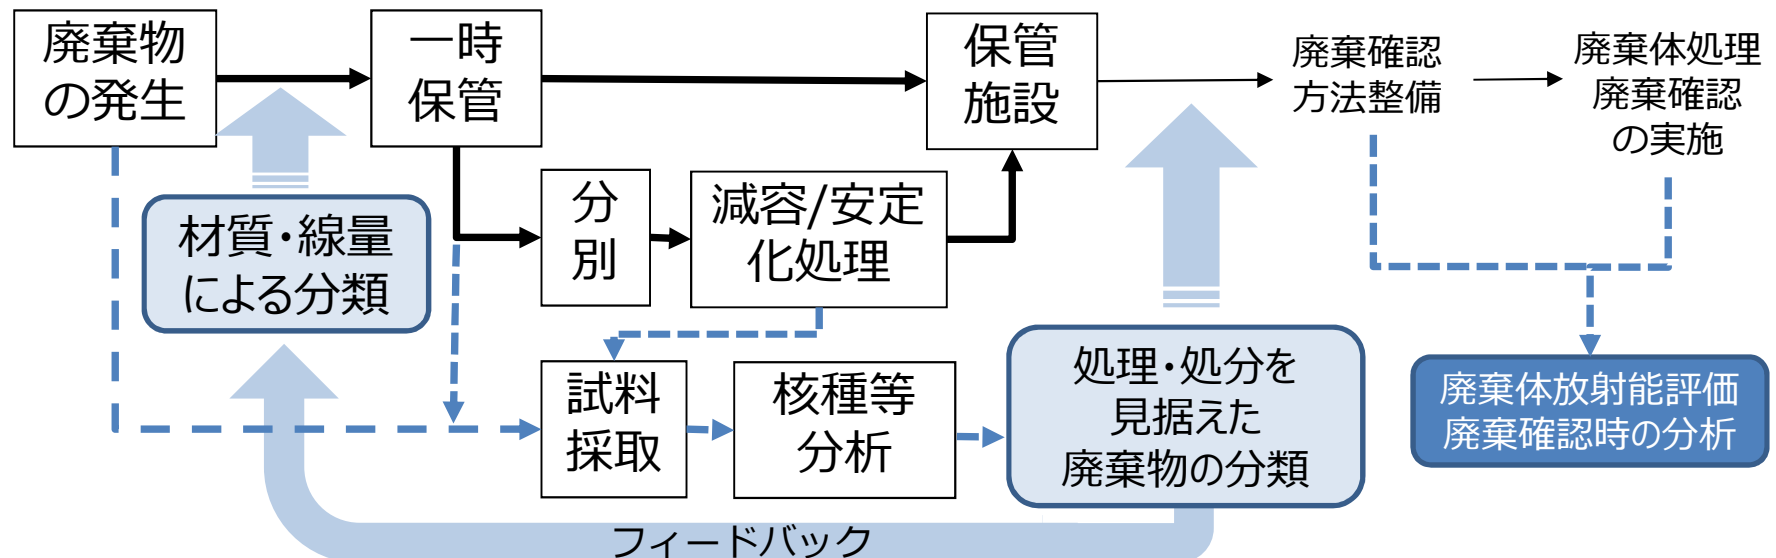 廃棄物
の発生
一時
保管
保管
施設
廃棄確認
方法整備
廃棄体処理
廃棄確認
の実施
材質・線量
による分類
分
別
減容/安定
化処理
試料
採取
核種等
分析
処理・処分を
見据えた
廃棄物の分類
廃棄体放射能評価
廃棄確認時の分析
フィードバック